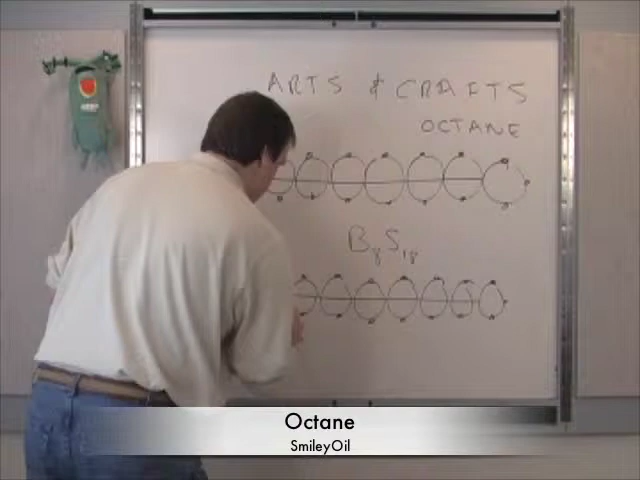 ARTS & CRAFTS
OCTANE
B8S18
Octane
SmileyOil